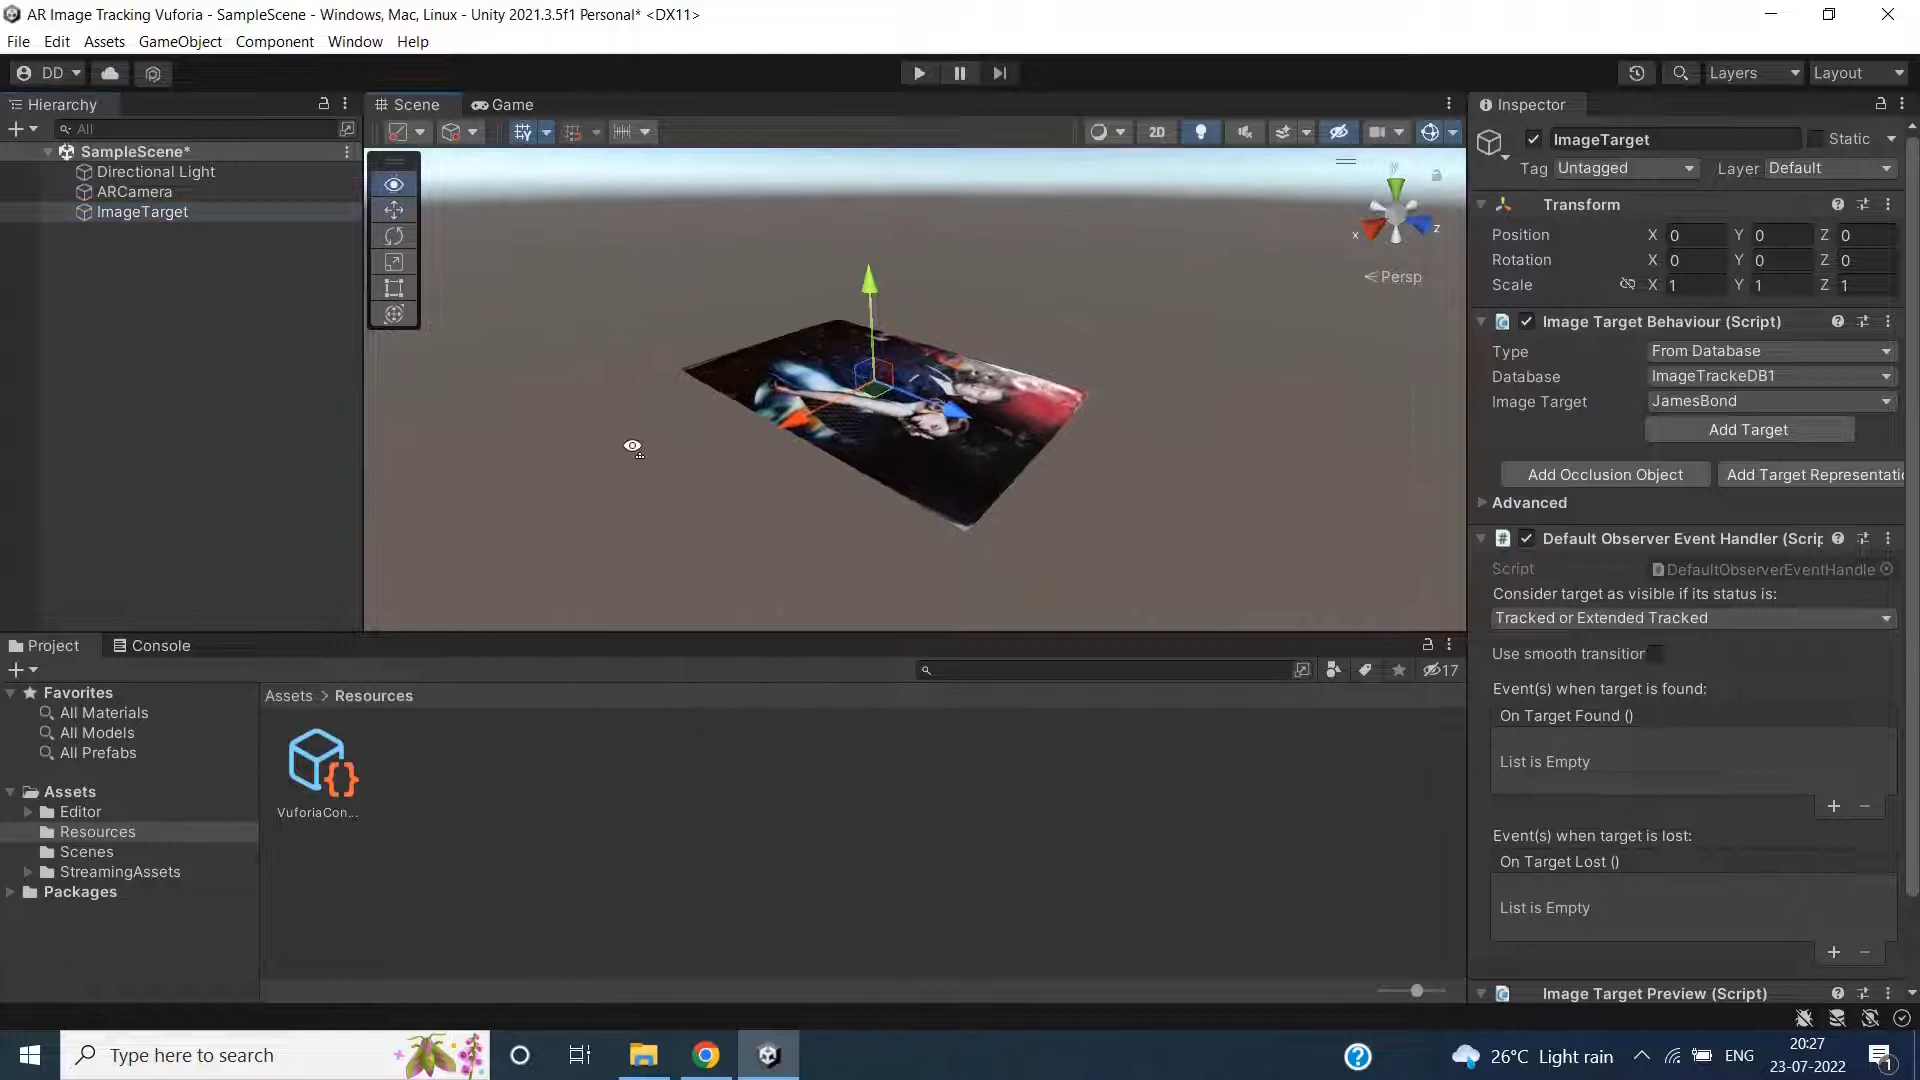 AR Image Tracking Vuforia - SampleScene - Windows, Mac, Linux - Unity 2021.3.5f1 Personal* <DX11>
File Edit Assets GameObject Component Window Help
DD
Layers Layout
Hierarchy
All
SampleScene*
Directional Light
ARCamera
ImageTarget
Scene Game
2D
y
x z
Persp
Inspector
ImageTarget Static
Tag Untagged Layer Default
Transform
Position X 0 Y 0 Z 0
Rotation X 0 Y 0 Z 0
Scale X 1 Y 1 Z 1
Image Target Behaviour (Script)
Type From Database
Database ImageTrackeDB1
Image Target JamesBond
Add Target
Add Occlusion Object Add Target Representatio
Advanced
Default Observer Event Handler (Scrip
Script DefaultObserverEventHandle
Consider target as visible if its status is:
Tracked or Extended Tracked
Use smooth transition
Event(s) when target is found:
On Target Found ()
List is Empty
+ −
Event(s) when target is lost:
On Target Lost ()
List is Empty
+ −
Image Target Preview (Script)
Project Console
17
Favorites
All Materials
All Models
All Prefabs
Assets
Editor
Resources
Scenes
StreamingAssets
Packages
Assets > Resources
VuforiaCon...
Type here to search
26°C Light rain ENG
20:27
23-07-2022
1